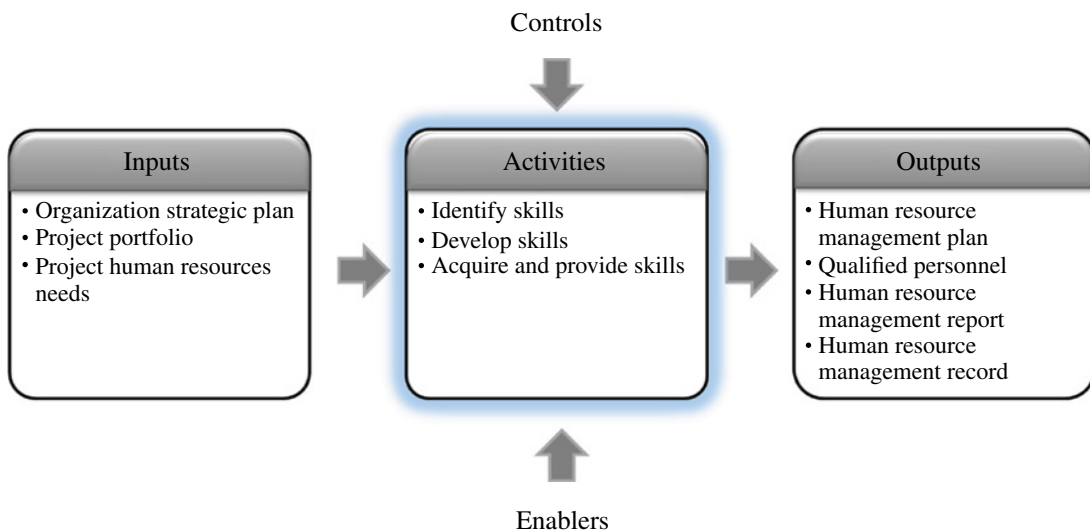 Controls
Inputs
• Organization strategic plan
• Project portfolio
• Project human resources
needs
Activities
• Identify skills
• Develop skills
• Acquire and provide skills
Outputs
• Human resource
management plan
• Qualified personnel
• Human resource
management report
• Human resource
management record
Enablers